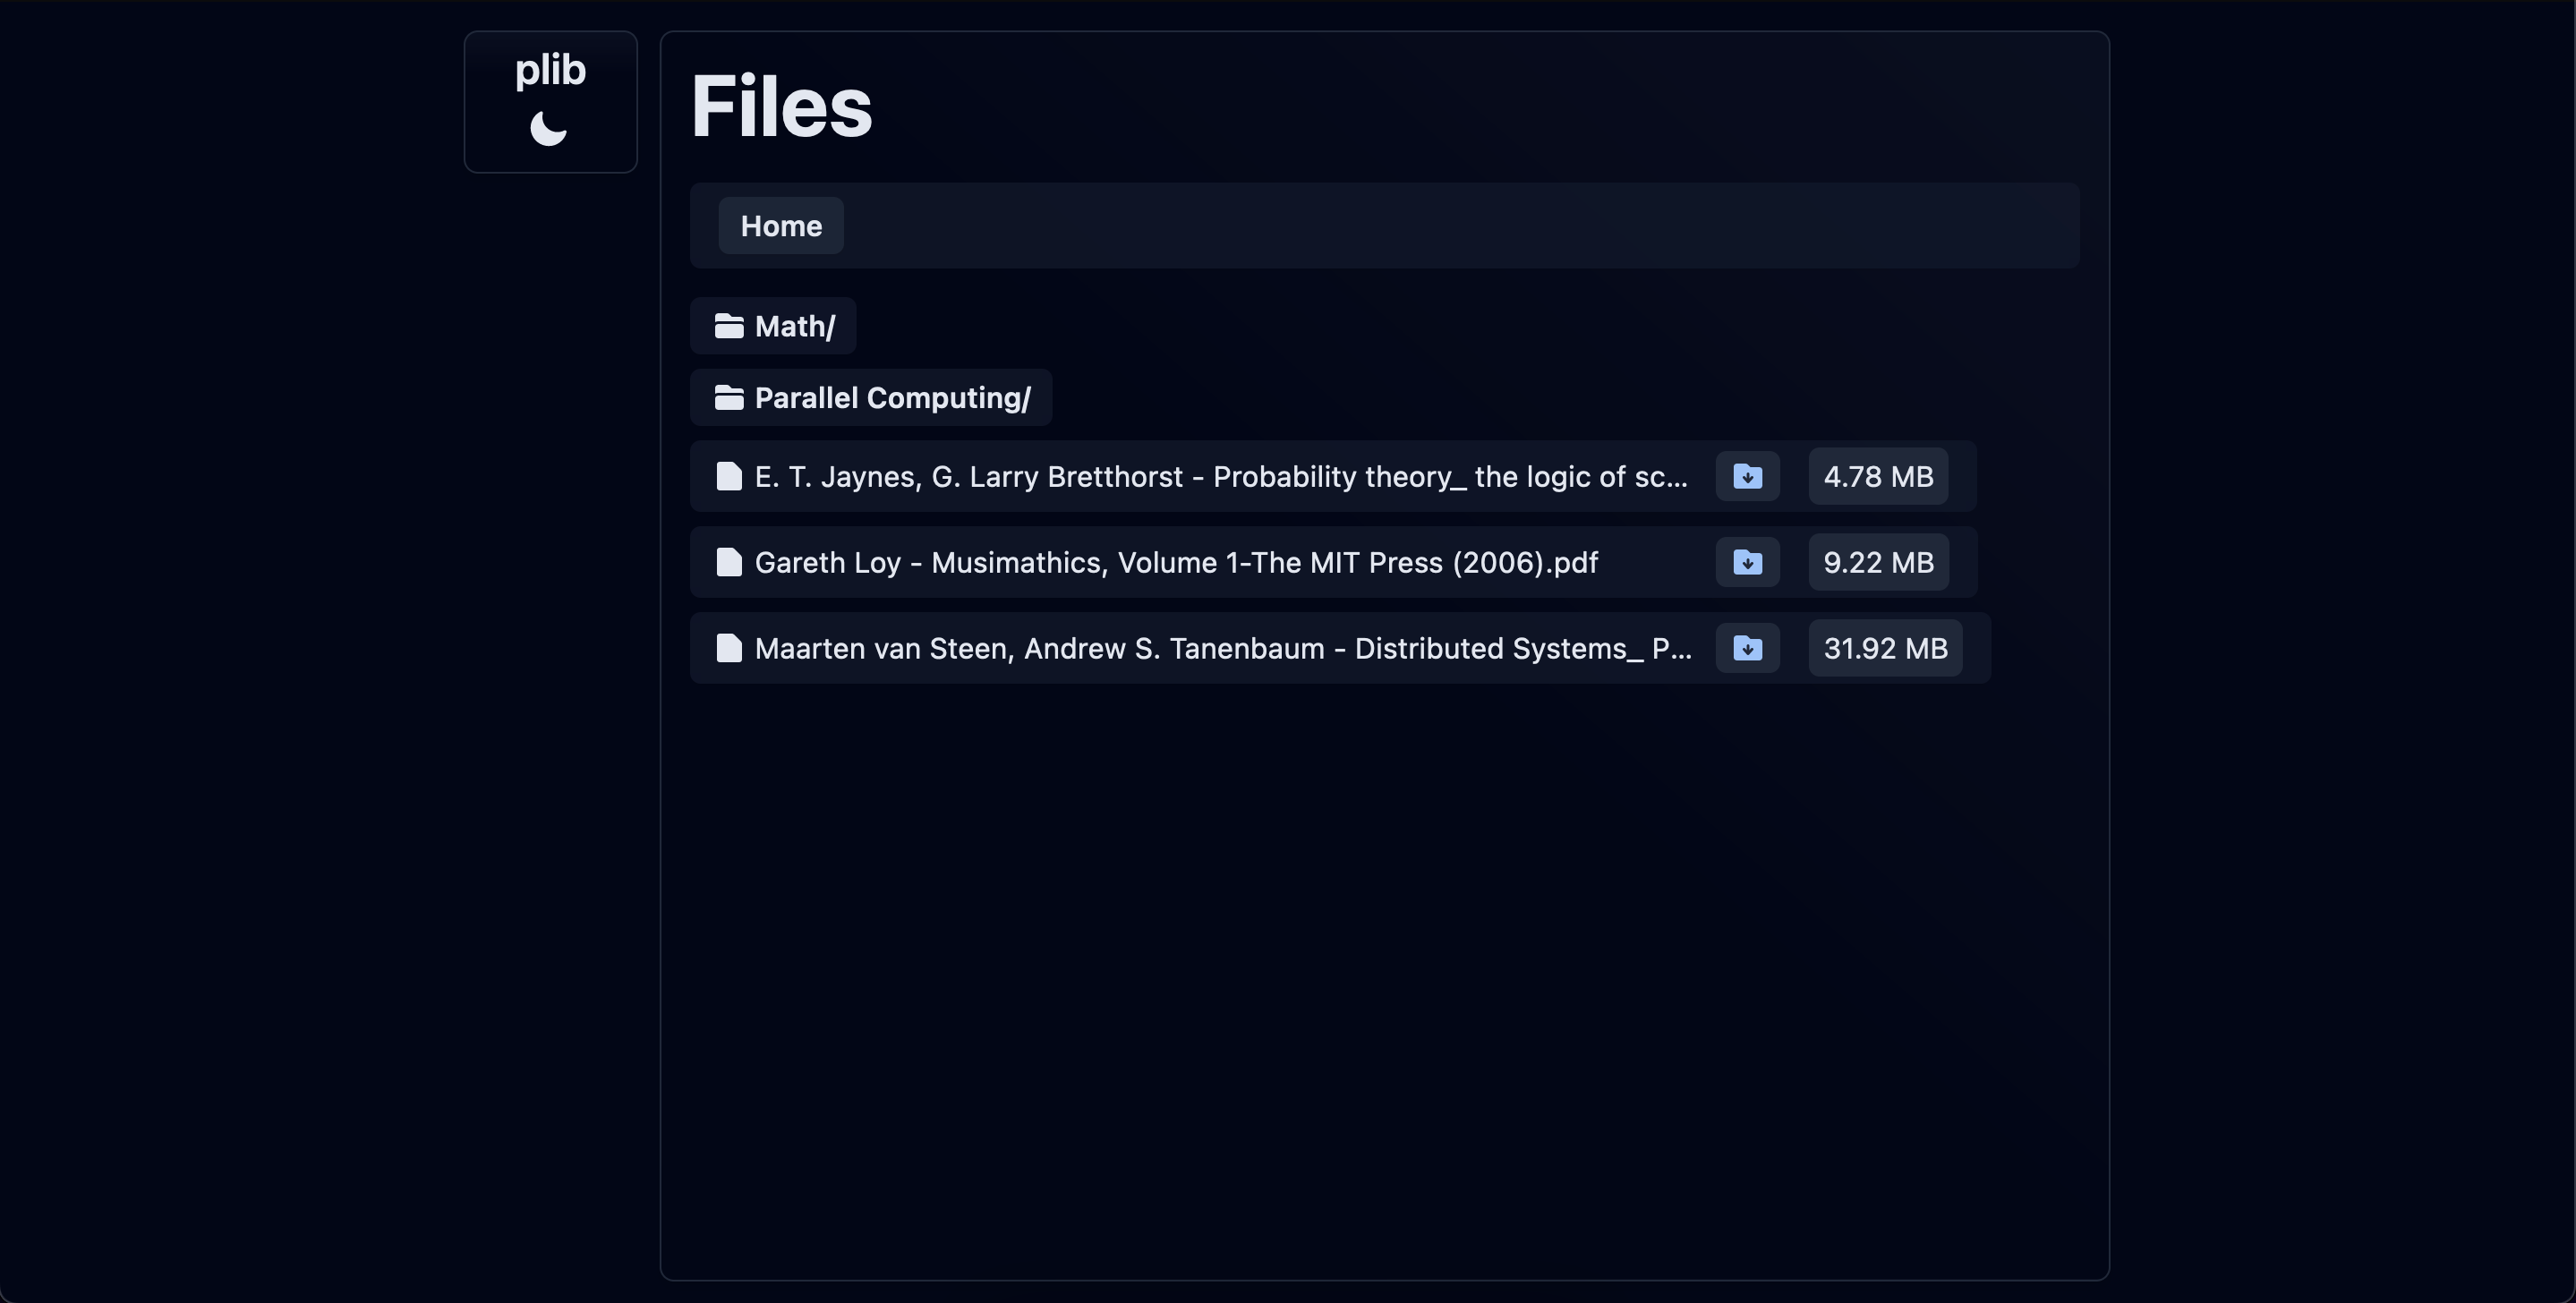 plib
Files
Home
Math/
Parallel Computing/
E. T. Jaynes, G. Larry Bretthorst - Probability theory_ the logic of sc... 4.78 MB
Gareth Loy - Musimathics, Volume 1-The MIT Press (2006).pdf 9.22 MB
Maarten van Steen, Andrew S. Tanenbaum - Distributed Systems_ P... 31.92 MB